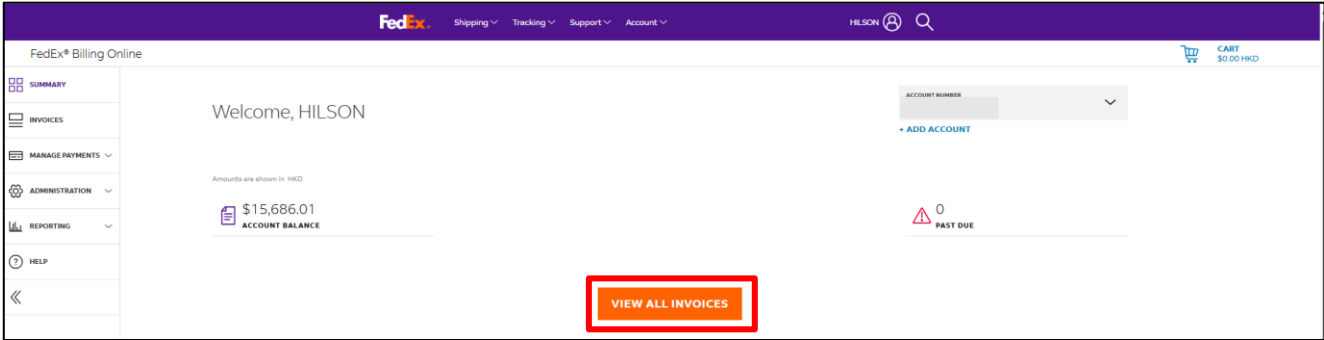 FedEx. Shipping Tracking Support Account HILSON
FedEx® Billing Online
CART
$0.00 HKD
SUMMARY
INVOICES
MANAGE PAYMENTS
ADMINISTRATION
REPORTING
HELP
Welcome, HILSON
ACCOUNT NUMBER
+ ADD ACCOUNT
Amounts are shown in HKD
$15,686.01
ACCOUNT BALANCE
0
PAST DUE
VIEW ALL INVOICES